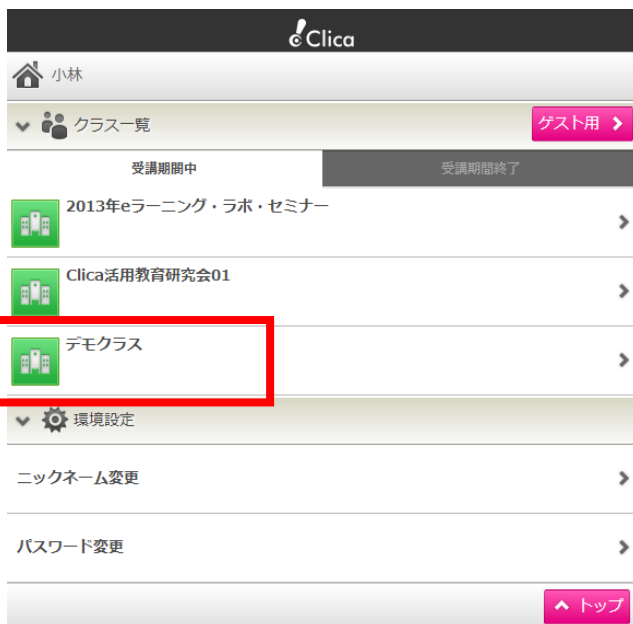 Clica
小林
クラス一覧
ゲスト用
受講期間中
受講期間終了
2013年eラーニング・ラボ・セミナー
Clica活用教育研究会01
デモクラス
環境設定
ニックネーム変更
パスワード変更
トップ